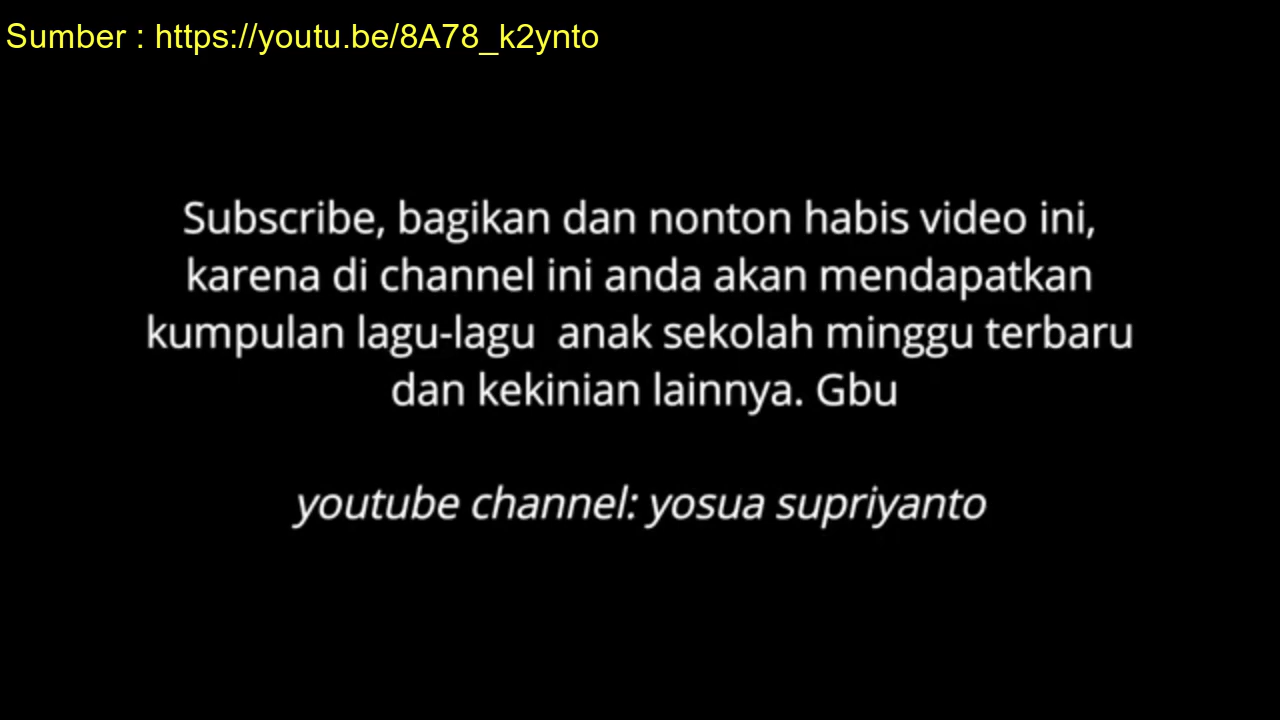 Sumber : https://youtu.be/8A78_k2ynto
Subscribe, bagikan dan nonton habis video ini,
karena di channel ini anda akan mendapatkan
kumpulan lagu-lagu  anak sekolah minggu terbaru
dan kekinian lainnya. Gbu
youtube channel: yosua supriyanto